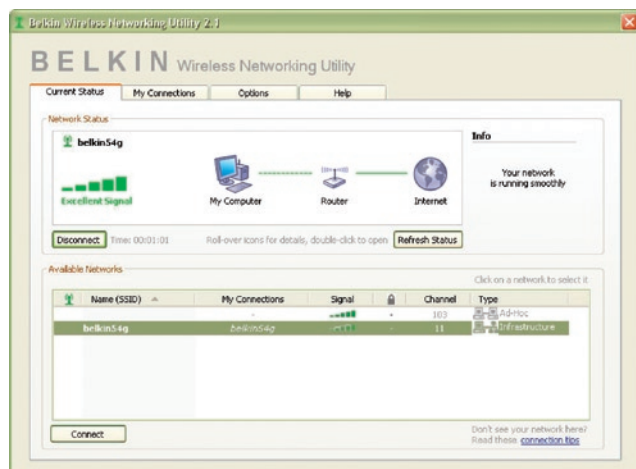 Belkin Wireless Networking Utility 2.1
BELKIN Wireless Networking Utility
Current Status My Connections Options Help
Network Status
belkin54g
Excellent Signal
My Computer Router Internet
Info
Your network
is running smoothly
Disconnect Time: 00:01:01 Roll-over icons for details, double-click to open Refresh Status
Available Networks
Click on a network to select it
Name (SSID) My Connections Signal Channel Type
- 103 Ad-Hoc
belkin54g belkin54g 11 Infrastructure
Connect
Don't see your network here?
Read these connection tips